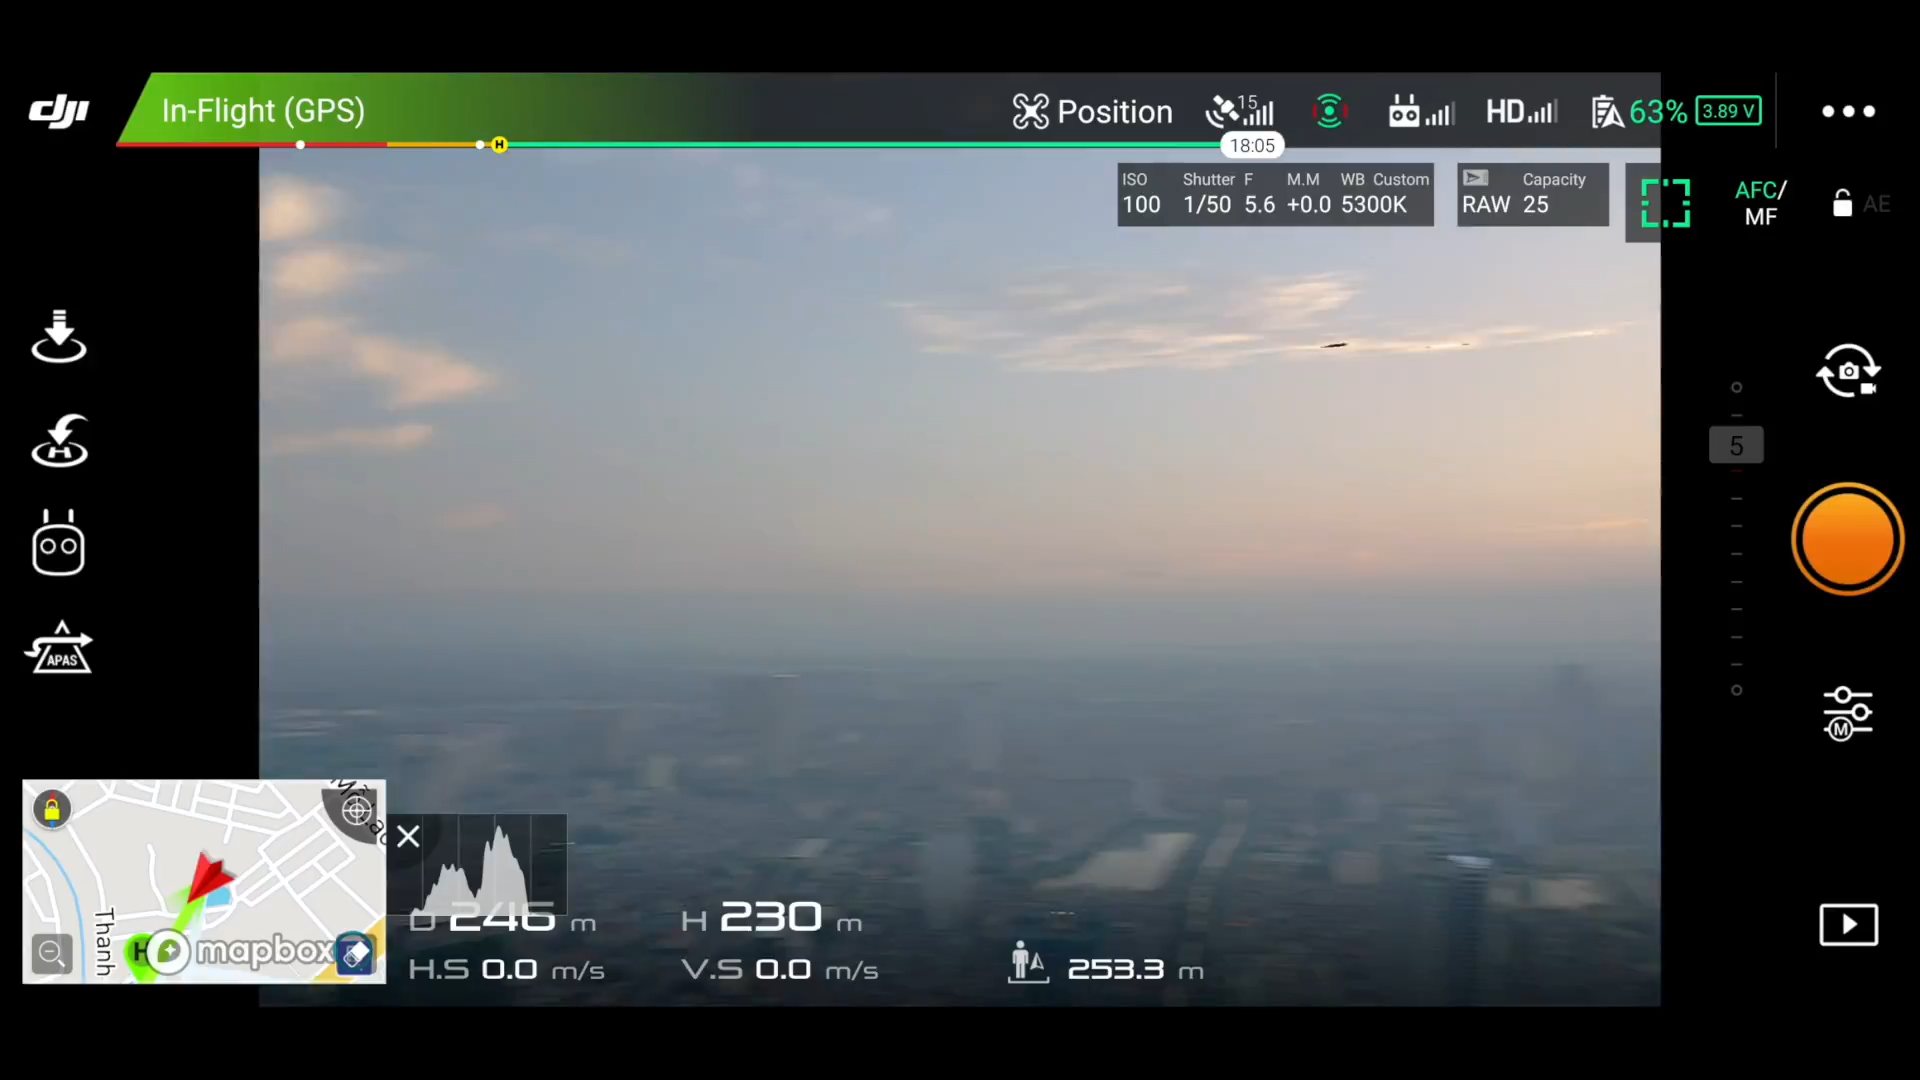 dji
In-Flight (GPS)
Position
15
HD
63%
3.89 V
H
18:05
ISO
100
Shutter
1/50
F
5.6
M.M
+0.0
WB Custom
5300K
RAW
Capacity
25
AFC/
MF
AE
5
H
APAS
M
Thanh
H
mapbox
D 246 m
H 230 m
H.S 0.0 m/s
V.S 0.0 m/s
253.3 m